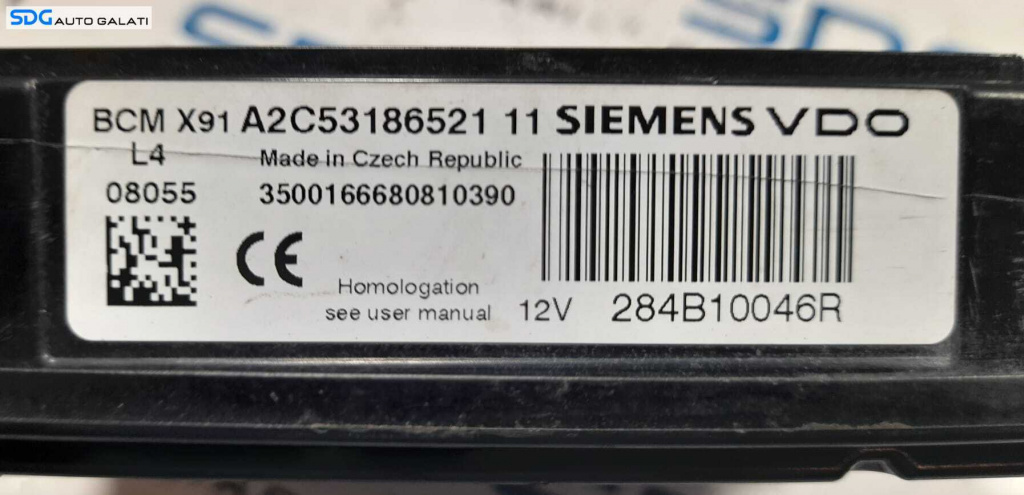 SDG AUTO GALATI
BCM X91 A2C53186521 11 SIEMENS VDO
L4 Made in Czech Republic
08055 3500166680810390
CE
Homologation
see user manual 12V 284B10046R